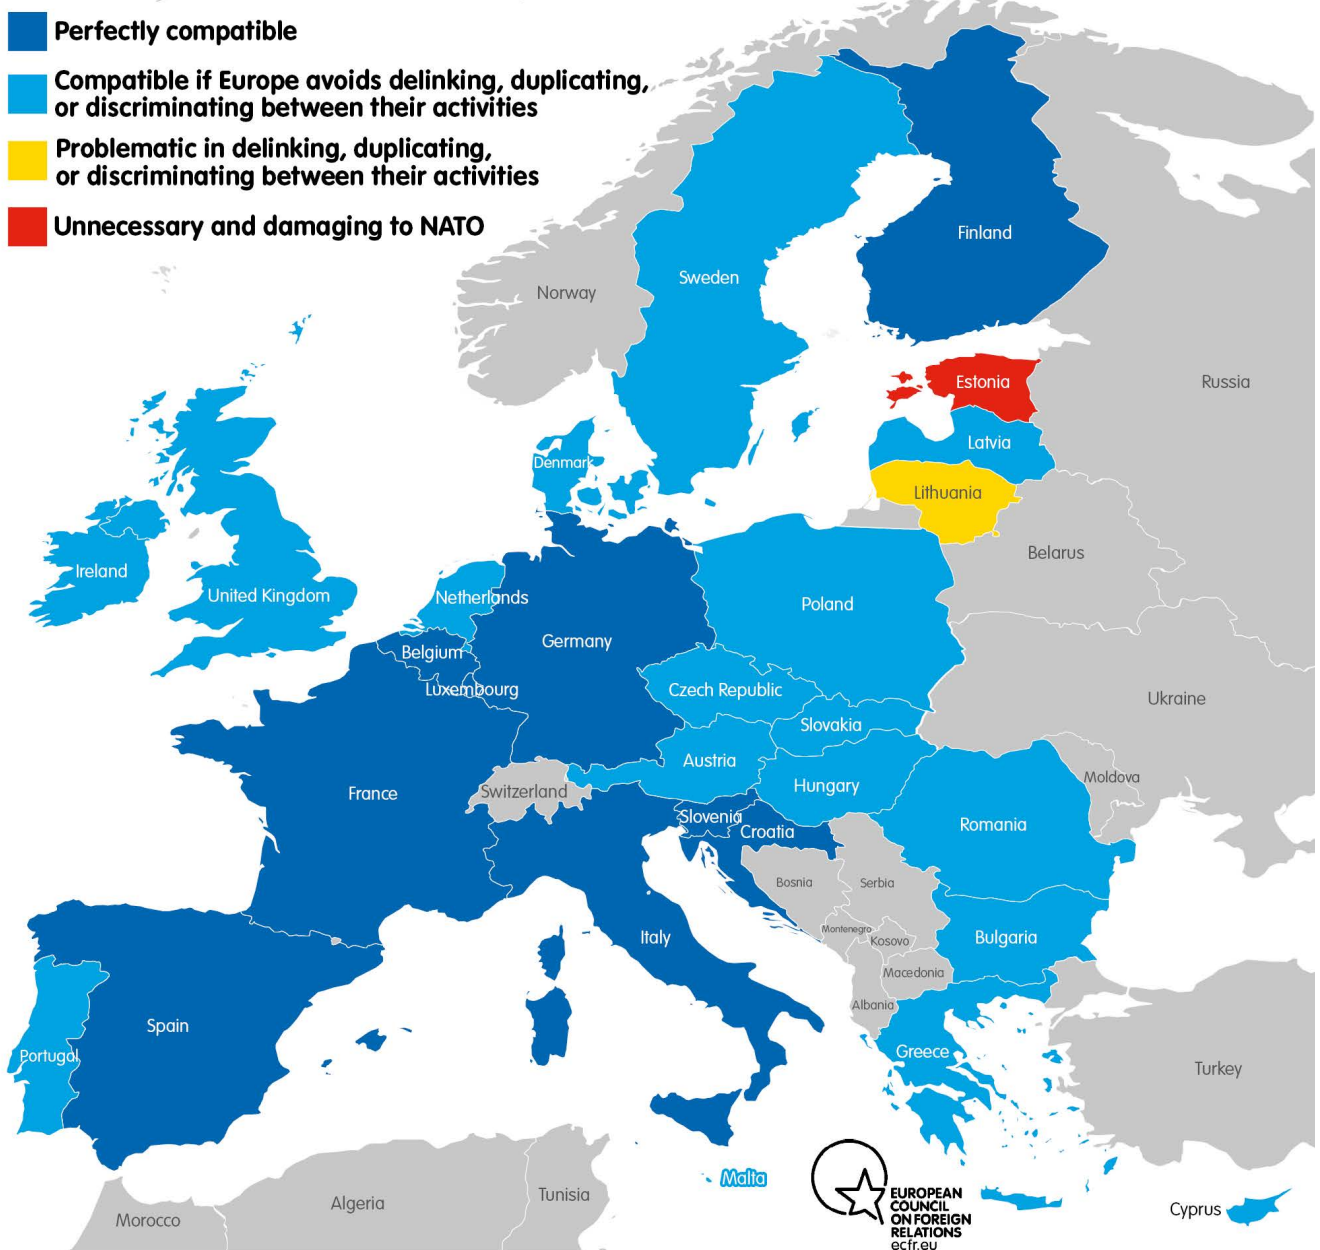 Perfectly compatible
Compatible if Europe avoids delinking, duplicating,
or discriminating between their activities
Problematic in delinking, duplicating,
or discriminating between their activities
Unnecessary and damaging to NATO
Finland
Sweden
Norway
Estonia
Russia
Latvia
Denmark
Lithuania
Belarus
Ireland
United Kingdom
Netherlands
Poland
Germany
Belgium
Luxembourg
Czech Republic
Ukraine
Slovakia
Austria
Moldova
Hungary
Switzerland
France
Slovenia
Croatia
Romania
Bosnia
Serbia
Montenegro
Kosovo
Italy
Bulgaria
Macedonia
Albania
Spain
Portugal
Greece
Turkey
Malta
Cyprus
Tunisia
Algeria
Morocco
EUROPEAN
COUNCIL
ON FOREIGN
RELATIONS
ecfr.eu